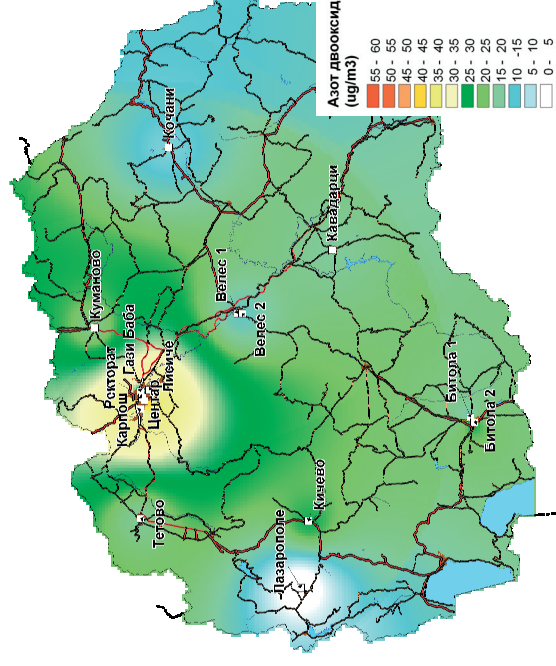 Азот двооксид
(ug/m3)
55 - 60
50 - 55
45 - 50
40 - 45
35 - 40
30 - 35
25 - 30
20 - 25
15 - 20
10 - 15
5 - 10
0 - 5
Куманово
Ректорат
Гази Баба
Карпош
Центар
Лисиче
Тетово
Кочани
Велес 1
Велес 2
Кавадарци
Кичево
Лазарополе
Битола 1
Битола 2